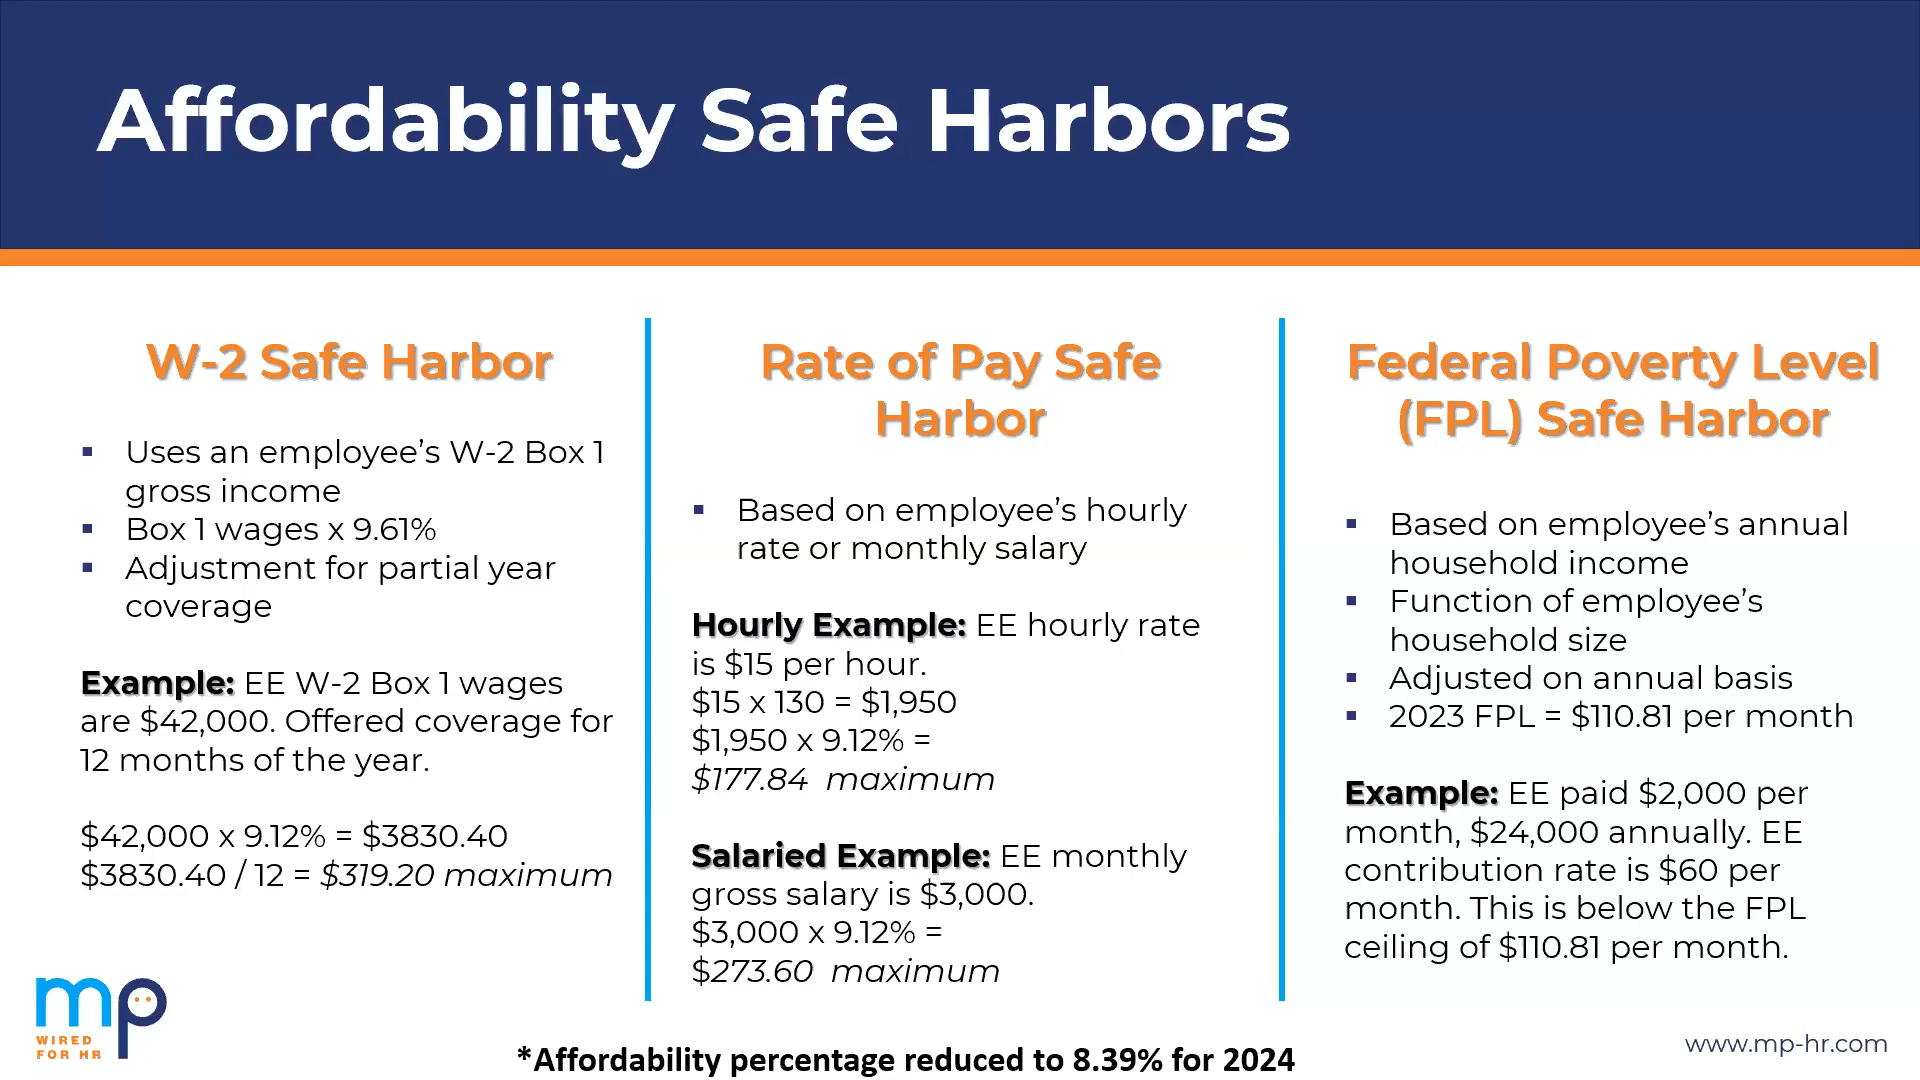 Affordability Safe Harbors
W-2 Safe Harbor
▪ Uses an employee’s W-2 Box 1
gross income
▪ Box 1 wages x 9.61%
▪ Adjustment for partial year
coverage
Example: EE W-2 Box 1 wages
are $42,000. Offered coverage for
12 months of the year.
$42,000 x 9.12% = $3830.40
$3830.40 / 12 = $319.20 maximum
Rate of Pay Safe
Harbor
▪ Based on employee’s hourly
rate or monthly salary
Hourly Example: EE hourly rate
is $15 per hour.
$15 x 130 = $1,950
$1,950 x 9.12% =
$177.84 maximum
Salaried Example: EE monthly
gross salary is $3,000.
$3,000 x 9.12% =
$273.60 maximum
Federal Poverty Level
(FPL) Safe Harbor
▪ Based on employee’s annual
household income
▪ Function of employee’s
household size
▪ Adjusted on annual basis
▪ 2023 FPL = $110.81 per month
Example: EE paid $2,000 per
month, $24,000 annually. EE
contribution rate is $60 per
month. This is below the FPL
ceiling of $110.81 per month.
mp
WIRED
FOR HR
*Affordability percentage reduced to 8.39% for 2024
www.mp-hr.com